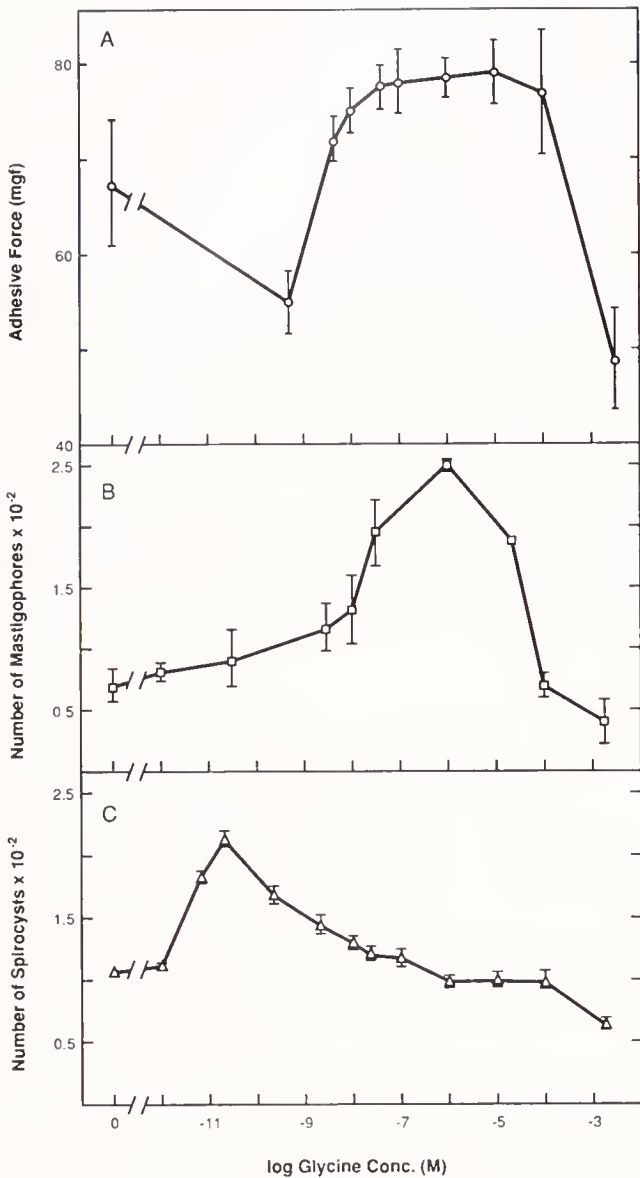 A
80
60
40
Adhesive Force (mgf)
B
2.5
1.5
0 5
Number of Mastigophores x 10-2
C
2.5
1.5
0.5
Number of Spirocysts x 10-2
0 -11 -9 -7 -5 -3
log Glycine Conc. (M)